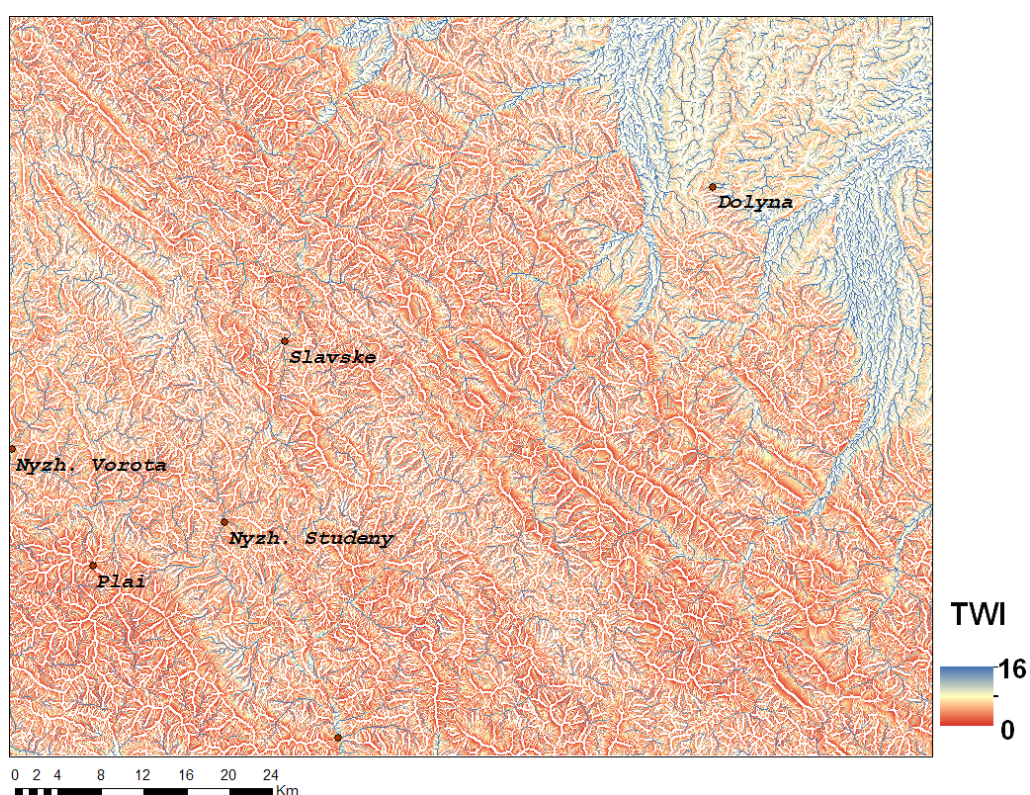 Dolyna
Slavske
Nyzh. Vorota
Nyzh. Studeny
Plai
TWI
16
0
0 2 4 8 12 16 20 24
Km